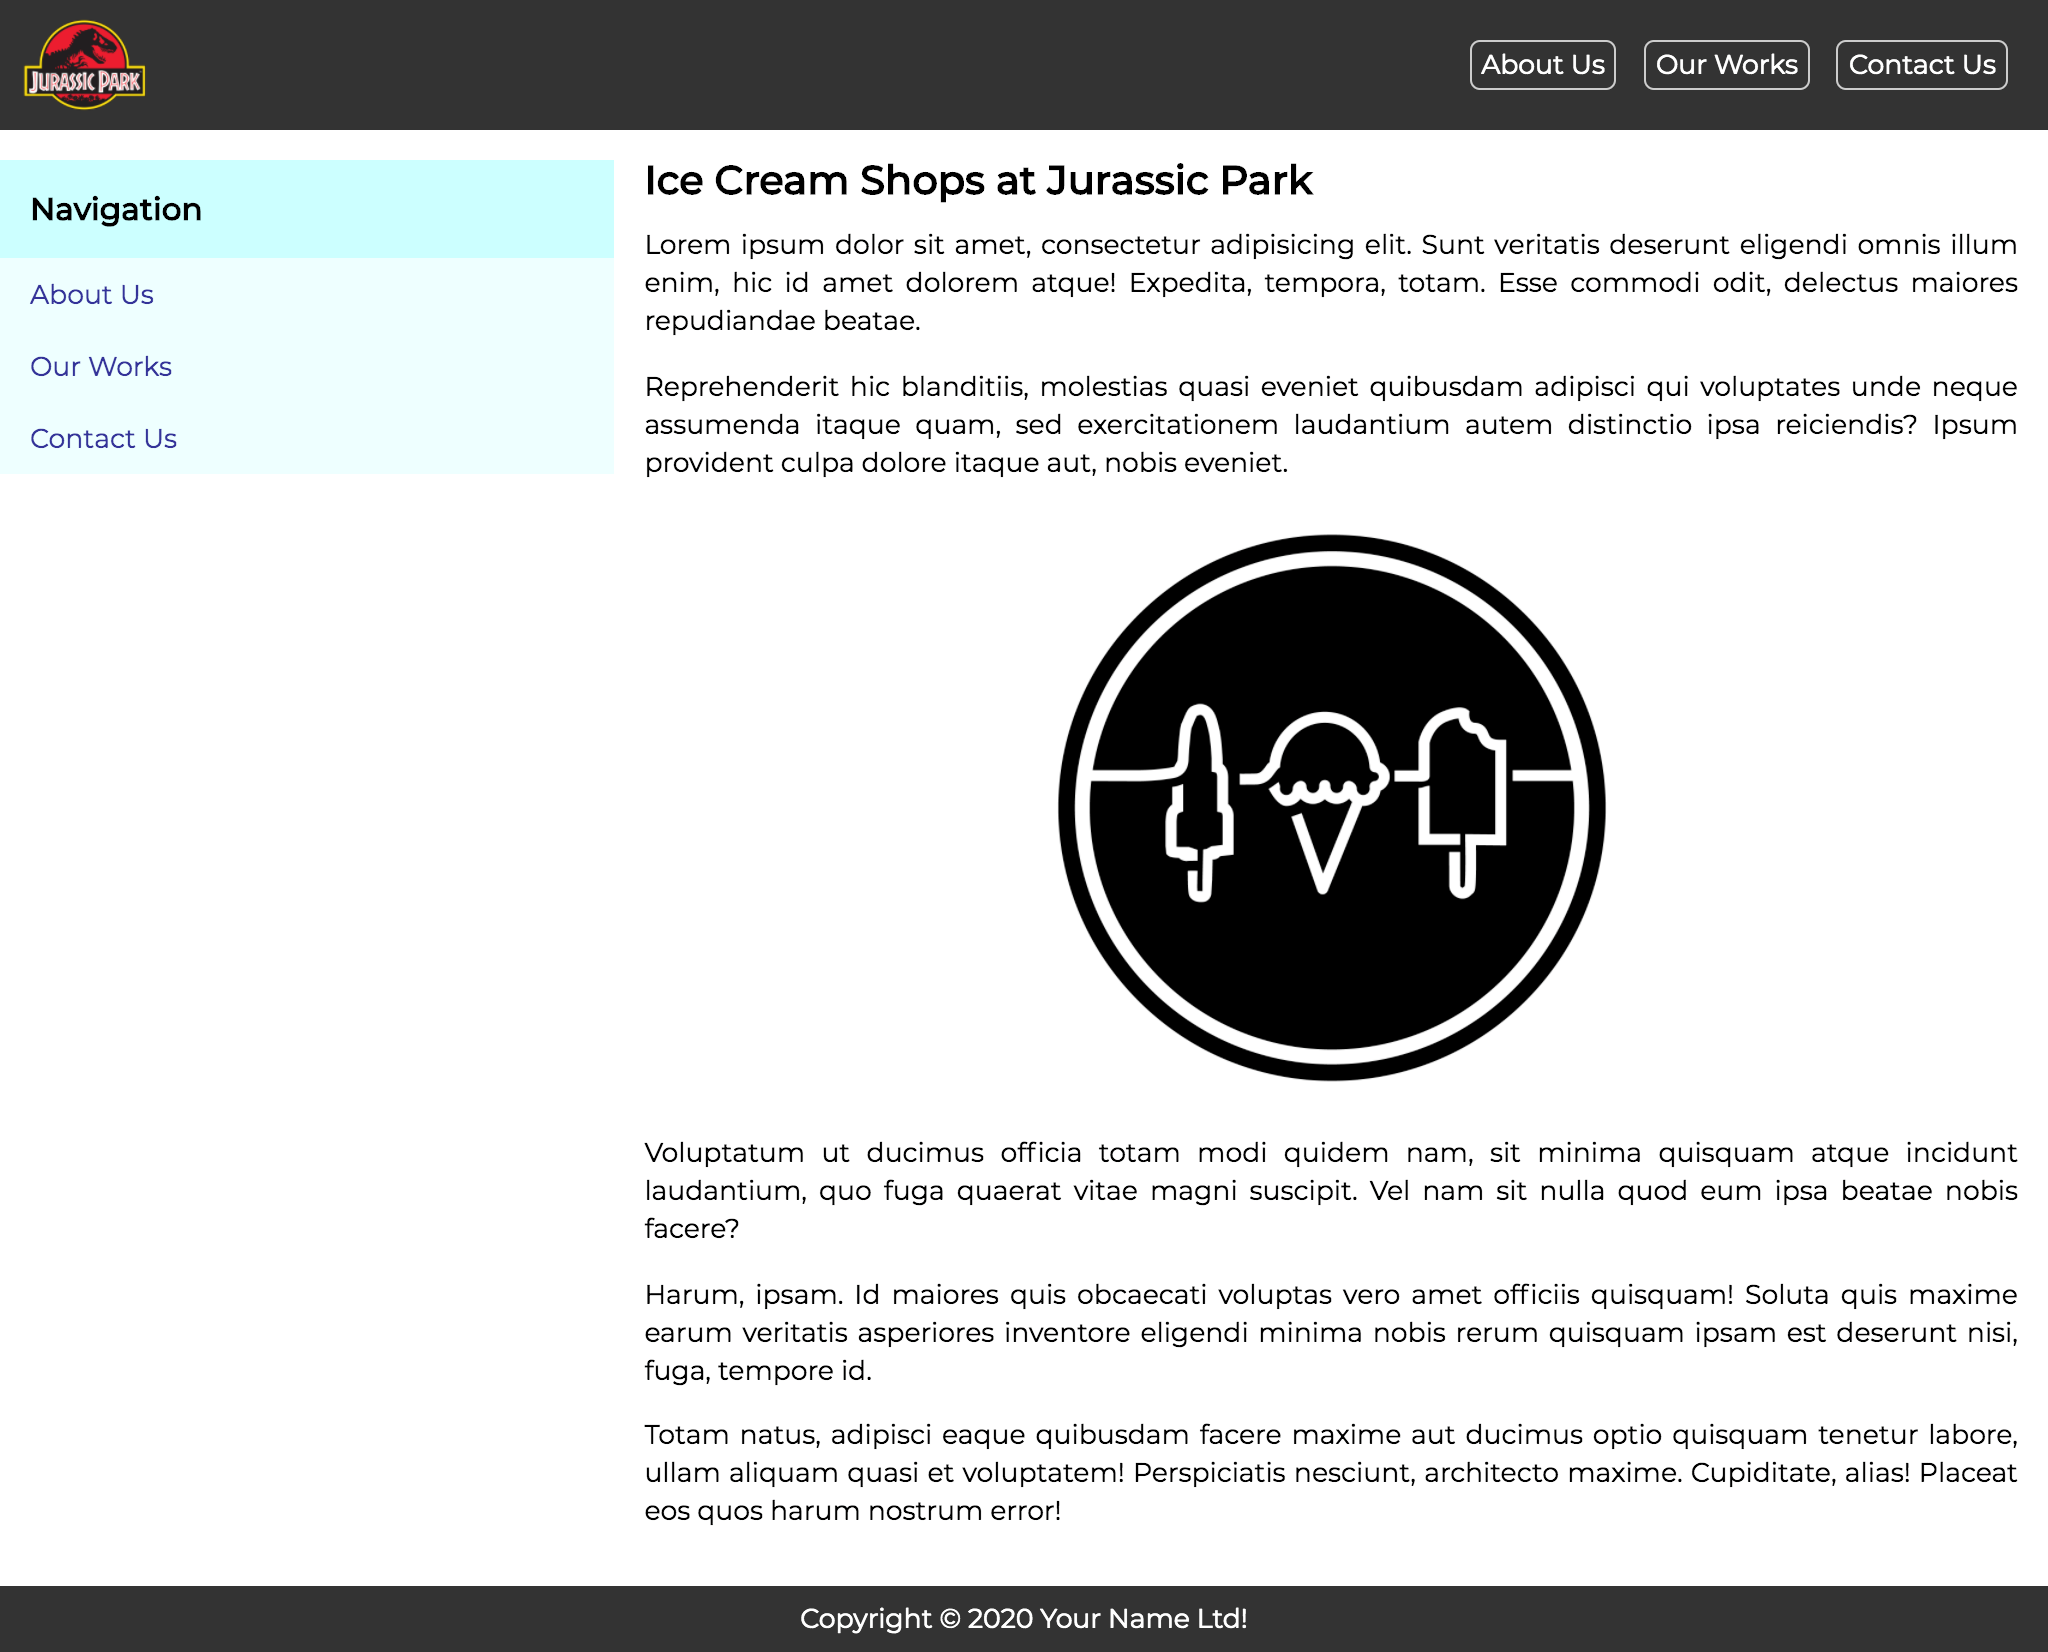 JURASSIC PARK
About Us
Our Works
Contact Us
Navigation
About Us
Our Works
Contact Us
Ice Cream Shops at Jurassic Park
Lorem ipsum dolor sit amet, consectetur adipisicing elit. Sunt veritatis deserunt eligendi omnis illum
enim, hic id amet dolorem atque! Expedita, tempora, totam. Esse commodi odit, delectus maiores
repudiandae beatae.
Reprehenderit hic blanditiis, molestias quasi eveniet quibusdam adipisci qui voluptates unde neque
assumenda itaque quam, sed exercitationem laudantium autem distinctio ipsa reiciendis? Ipsum
provident culpa dolore itaque aut, nobis eveniet.
Voluptatum ut ducimus officia totam modi quidem nam, sit minima quisquam atque incidunt
laudantium, quo fuga quaerat vitae magni suscipit. Vel nam sit nulla quod eum ipsa beatae nobis
facere?
Harum, ipsam. Id maiores quis obcaecati voluptas vero amet officiis quisquam! Soluta quis maxime
earum veritatis asperiores inventore eligendi minima nobis rerum quisquam ipsam est deserunt nisi,
fuga, tempore id.
Totam natus, adipisci eaque quibusdam facere maxime aut ducimus optio quisquam tenetur labore,
ullam aliquam quasi et voluptatem! Perspiciatis nesciunt, architecto maxime. Cupiditate, alias! Placeat
eos quos harum nostrum error!
Copyright © 2020 Your Name Ltd!